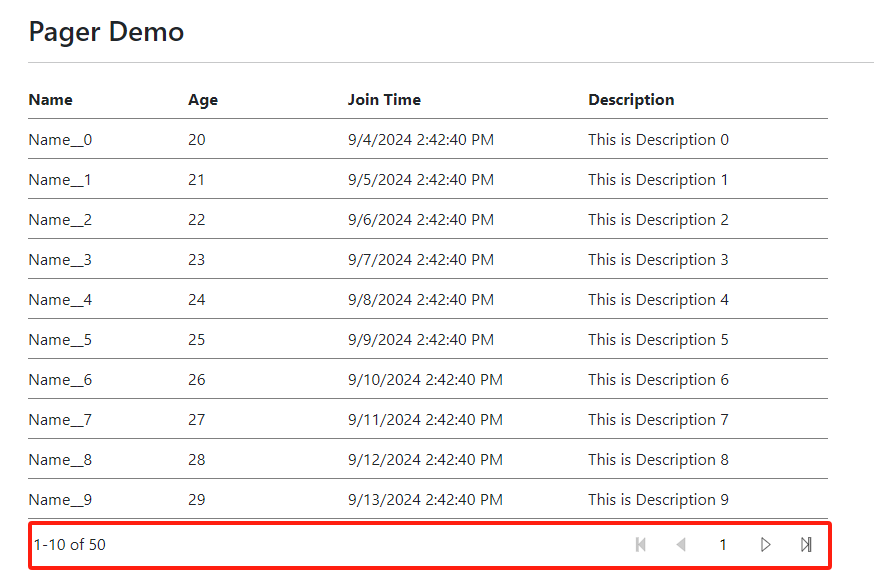 Pager Demo
Name Age Join Time Description
Name__0 20 9/4/2024 2:42:40 PM This is Description 0
Name__1 21 9/5/2024 2:42:40 PM This is Description 1
Name__2 22 9/6/2024 2:42:40 PM This is Description 2
Name__3 23 9/7/2024 2:42:40 PM This is Description 3
Name__4 24 9/8/2024 2:42:40 PM This is Description 4
Name__5 25 9/9/2024 2:42:40 PM This is Description 5
Name__6 26 9/10/2024 2:42:40 PM This is Description 6
Name__7 27 9/11/2024 2:42:40 PM This is Description 7
Name__8 28 9/12/2024 2:42:40 PM This is Description 8
Name__9 29 9/13/2024 2:42:40 PM This is Description 9
1-10 of 50 1